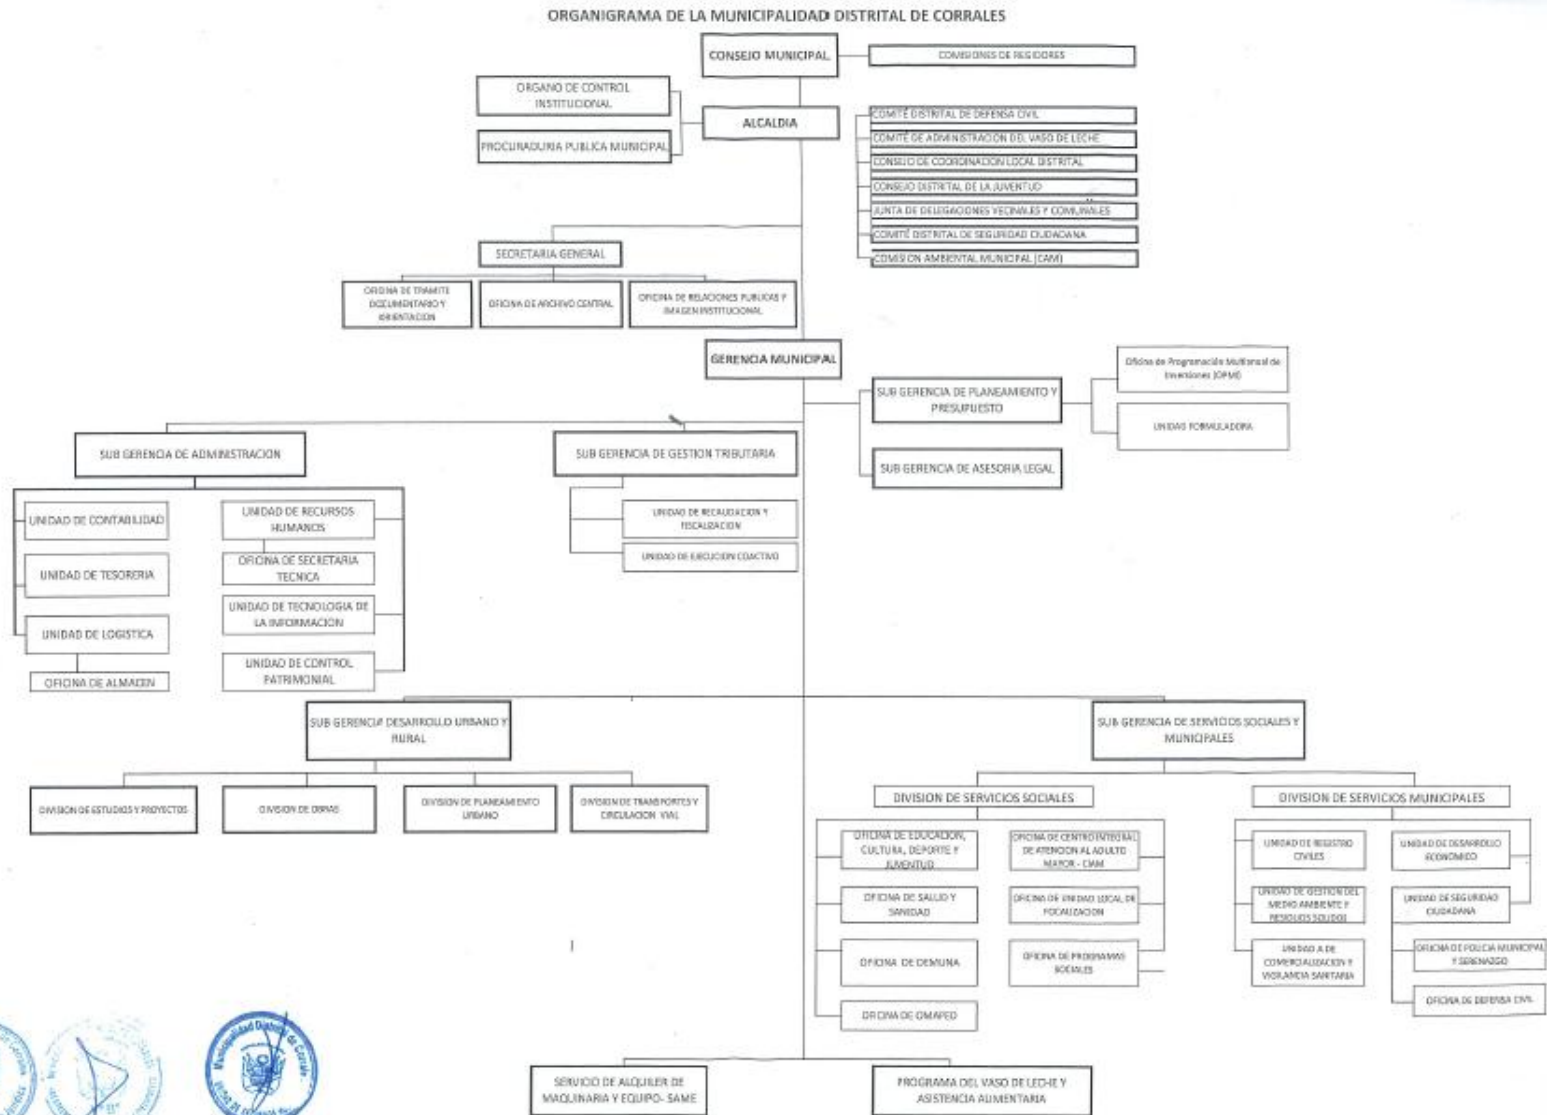 ORGANIGRAMA DE LA MUNICIPALIDAD DISTRITAL DE CORRALES
CONSEJO MUNICIPAL
COMISIONES DE REGIDORES
ORGANO DE CONTROL
INSTITUCIONAL
PROCURADURIA PUBLICA MUNICIPAL
ALCALDIA
COMITÉ DISTRITAL DE DEFENSA CIVIL
COMITÉ DE ADMINISTRACION DEL VASO DE LECHE
CONSEJO DE COORDINACION LOCAL DISTRITAL
CONSEJO DISTRITAL DE LA JUVENTUD
JUNTA DE DELEGACIONES VECINALES Y COMUNALES
COMITÉ DISTRITAL DE SEGURIDAD CIUDADANA
COMISION AMBIENTAL MUNICIPAL (CAM)
SECRETARIA GENERAL
OFICINA DE TRAMITE
DOCUMENTARIO Y
ORIENTACION
OFICINA DE ARCHIVO CENTRAL
OFICINA DE RELACIONES PUBLICAS Y
IMAGEN INSTITUCIONAL
GERENCIA MUNICIPAL
SUB GERENCIA DE PLANEAMIENTO Y
PRESUPUESTO
Oficina de Programación Multianual de
Inversiones (OPMI)
UNIDAD FORMULADORA
SUB GERENCIA DE ASESORIA LEGAL
SUB GERENCIA DE ADMINISTRACION
SUB GERENCIA DE GESTION TRIBUTARIA
UNIDAD DE CONTABILIDAD
UNIDAD DE TESORERIA
UNIDAD DE LOGISTICA
OFICINA DE ALMACEN
UNIDAD DE RECURSOS
HUMANOS
OFICINA DE SECRETARIA
TECNICA
UNIDAD DE TECNOLOGIA DE
LA INFORMACION
UNIDAD DE CONTROL
PATRIMONIAL
UNIDAD DE RECAUDACION Y
FISCALIZACION
UNIDAD DE EJECUCION COACTIVO
SUB GERENCIA DESARROLLO URBANO Y
RURAL
DIVISION DE ESTUDIOS Y PROYECTOS
DIVISION DE OBRAS
DIVISION DE PLANEAMIENTO
URBANO
DIVISION DE TRANSPORTES Y
CIRCULACION VIAL
SUB GERENCIA DE SERVICIOS SOCIALES Y
MUNICIPALES
DIVISION DE SERVICIOS SOCIALES
OFICINA DE EDUCACION,
CULTURA, DEPORTE Y
JUVENTUD
OFICINA DE SALUD Y
SANIDAD
OFICINA DE DEMUNA
OFICINA DE OMAPED
OFICINA DE CENTRO INTEGRAL
DE ATENCION AL ADULTO
MAYOR - CIAM
OFICINA DE UNIDAD LOCAL DE
FOCALIZACION
OFICINA DE PROGRAMAS
SOCIALES
DIVISION DE SERVICIOS MUNICIPALES
UNIDAD DE REGISTRO
CIVILES
UNIDAD DE GESTION DEL
MEDIO AMBIENTE Y
RESIDUOS SOLIDOS
UNIDAD A DE
COMERCIALIZACION Y
VIGILANCIA SANITARIA
UNIDAD DE DESARROLLO
ECONOMICO
UNIDAD DE SEGURIDAD
CIUDADANA
OFICINA DE POLICIA MUNICIPAL
Y SERENAZGO
OFICINA DE DEFENSA CIVIL
SERVICIO DE ALQUILER DE
MAQUINARIA Y EQUIPO- SAME
PROGRAMA DEL VASO DE LECHE Y
ASISTENCIA ALIMENTARIA
Municipalidad Distrital de Corrales